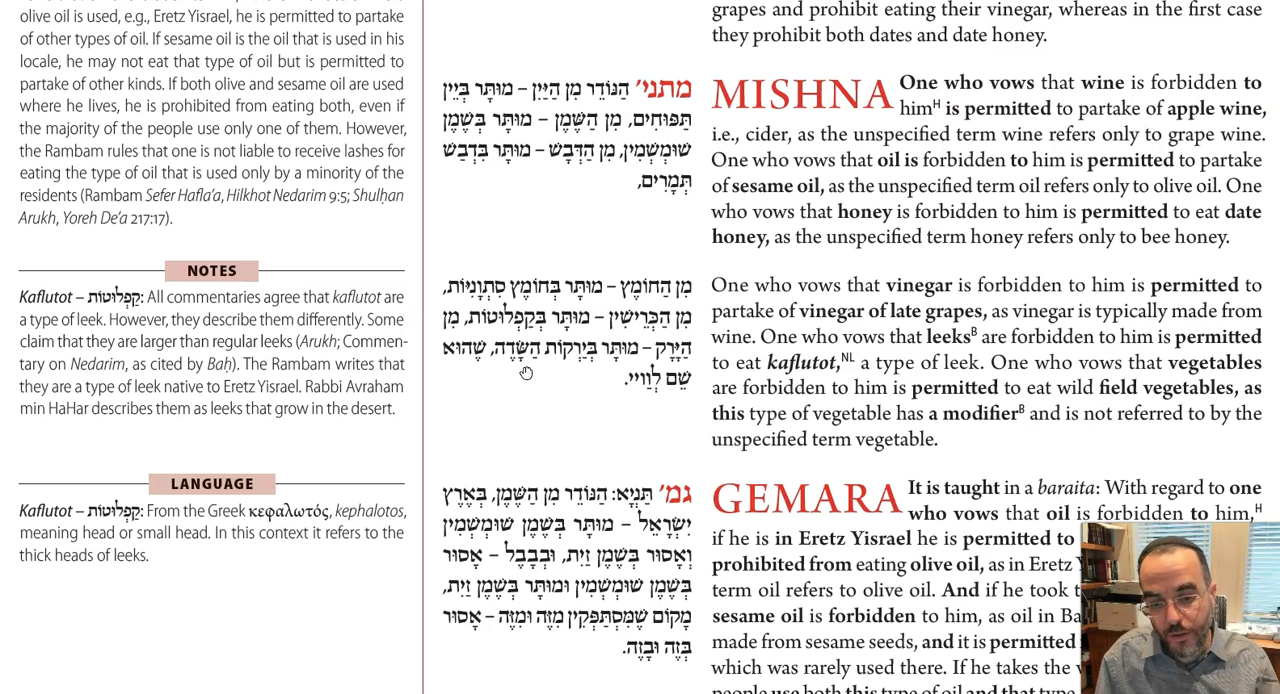 olive oil is used, e.g., Eretz Yisrael, he is permitted to partake
of other types of oil. If sesame oil is the oil that is used in his
locale, he may not eat that type of oil but is permitted to
partake of other kinds. If both olive and sesame oil are used
where he lives, he is prohibited from eating both, even if
the majority of the people use only one of them. However,
the Rambam rules that one is not liable to receive lashes for
eating the type of oil that is used only by a minority of the
residents (Rambam Sefer Hafla'a, Hilkhot Nedarim 9:5; Shulḥan
Arukh, Yoreh De'a 217:17).
NOTES
Kaflutot – קַפְלוּטוֹת: All commentaries agree that kaflutot are
a type of leek. However, they describe them differently. Some
claim that they are larger than regular leeks (Arukh; Commen-
tary on Nedarim, as cited by Baḥ). The Rambam writes that
they are a type of leek native to Eretz Yisrael. Rabbi Avraham
min HaHar describes them as leeks that grow in the desert.
LANGUAGE
Kaflutot – קַפְלוּטוֹת: From the Greek κεφαλωτός, kephalotos,
meaning head or small head. In this context it refers to the
thick heads of leeks.
מתני׳ הַנּוֹדֵר מִן הַיַּיִן – מוּתָּר בְּיֵין
תַּפּוּחִים, מִן הַשֶּׁמֶן – מוּתָּר בְּשֶׁמֶן
שׁוּמְשְׁמִין, מִן הַדְּבַשׁ – מוּתָּר בִּדְבַשׁ
תְּמָרִים,
מִן הַחוֹמֶץ – מוּתָּר בְּחוֹמֶץ סִתְוָנִיּוֹת,
מִן הַכְּרֵישִׁין – מוּתָּר בְּקַפְלוּטוֹת, מִן
הַיָּרָק – מוּתָּר בְּיַרְקוֹת הַשָּׂדֶה, שֶׁהוּא
שֵׁם לְוַויי.
גמ׳ תַּנְיָא: הַנּוֹדֵר מִן הַשֶּׁמֶן, בְּאֶרֶץ
יִשְׂרָאֵל – מוּתָּר בְּשֶׁמֶן שׁוּמְשְׁמִין
וְאָסוּר בְּשֶׁמֶן זַיִת, וּבְבָבֶל – אָסוּר
בְּשֶׁמֶן שׁוּמְשְׁמִין וּמוּתָּר בְּשֶׁמֶן זַיִת,
מָקוֹם שֶׁמִּסְתַּפְּקִין מִזֶּה וּמִזֶּה – אָסוּר
בָּזֶה וּבָזֶה.
grapes and prohibit eating their vinegar, whereas in the first case
they prohibit both dates and date honey.
MISHNA One who vows that wine is forbidden to
himH is permitted to partake of apple wine,
i.e., cider, as the unspecified term wine refers only to grape wine.
One who vows that oil is forbidden to him is permitted to partake
of sesame oil, as the unspecified term oil refers only to olive oil. One
who vows that honey is forbidden to him is permitted to eat date
honey, as the unspecified term honey refers only to bee honey.
One who vows that vinegar is forbidden to him is permitted to
partake of vinegar of late grapes, as vinegar is typically made from
wine. One who vows that leeksB are forbidden to him is permitted
to eat kaflutot,NL a type of leek. One who vows that vegetables
are forbidden to him is permitted to eat wild field vegetables, as
this type of vegetable has a modifierB and is not referred to by the
unspecified term vegetable.
GEMARA It is taught in a baraita: With regard to one
who vows that oil is forbidden to him,H
if he is in Eretz Yisrael he is permitted to
prohibited from eating olive oil, as in Eretz
term oil refers to olive oil. And if he took
sesame oil is forbidden to him, as oil in
made from sesame seeds, and it is permitted
which was rarely used there. If he takes the
people use both this type of oil and that type